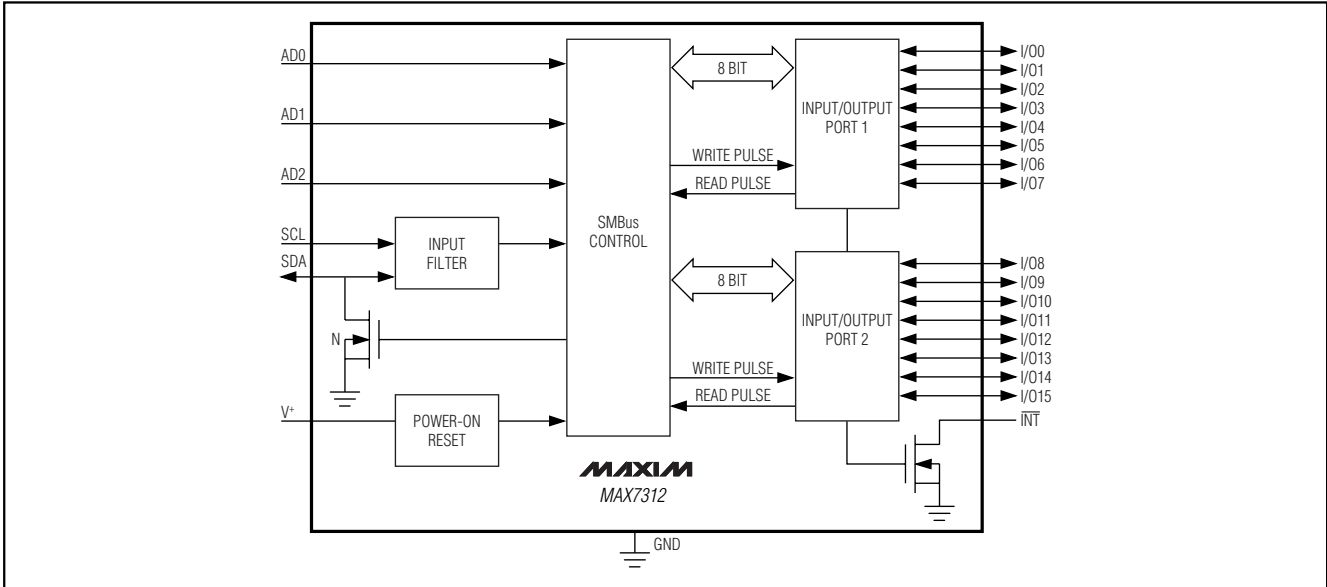 AD0
AD1
AD2
SCL
SDA
N
V+
INPUT
FILTER
POWER-ON
RESET
SMBus
CONTROL
8 BIT
WRITE PULSE
READ PULSE
8 BIT
WRITE PULSE
READ PULSE
INPUT/OUTPUT
PORT 1
INPUT/OUTPUT
PORT 2
I/O0
I/O1
I/O2
I/O3
I/O4
I/O5
I/O6
I/O7
I/O8
I/O9
I/O10
I/O11
I/O12
I/O13
I/O14
I/O15
INT
MAXIM
MAX7312
GND